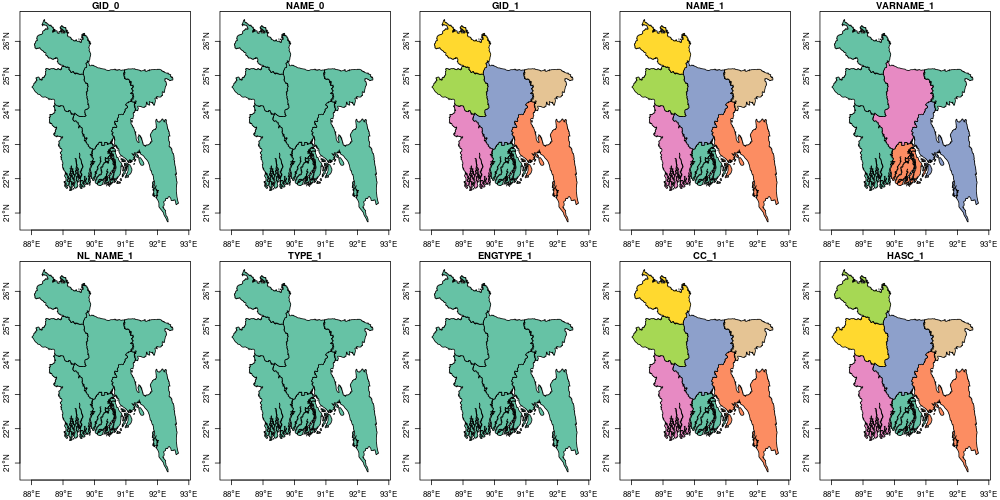 GID_0 NAME_0 GID_1 NAME_1 VARNAME_1
26°N 26°N 26°N 26°N 26°N
25°N 25°N 25°N 25°N 25°N
24°N 24°N 24°N 24°N 24°N
23°N 23°N 23°N 23°N 23°N
22°N 22°N 22°N 22°N 22°N
21°N 21°N 21°N 21°N 21°N
88°E 89°E 90°E 91°E 92°E 93°E 88°E 89°E 90°E 91°E 92°E 93°E 88°E 89°E 90°E 91°E 92°E 93°E 88°E 89°E 90°E 91°E 92°E 93°E 88°E 89°E 90°E 91°E 92°E 93°E
NL_NAME_1 TYPE_1 ENGTYPE_1 CC_1 HASC_1
26°N 26°N 26°N 26°N 26°N
25°N 25°N 25°N 25°N 25°N
24°N 24°N 24°N 24°N 24°N
23°N 23°N 23°N 23°N 23°N
22°N 22°N 22°N 22°N 22°N
21°N 21°N 21°N 21°N 21°N
88°E 89°E 90°E 91°E 92°E 93°E 88°E 89°E 90°E 91°E 92°E 93°E 88°E 89°E 90°E 91°E 92°E 93°E 88°E 89°E 90°E 91°E 92°E 93°E 88°E 89°E 90°E 91°E 92°E 93°E